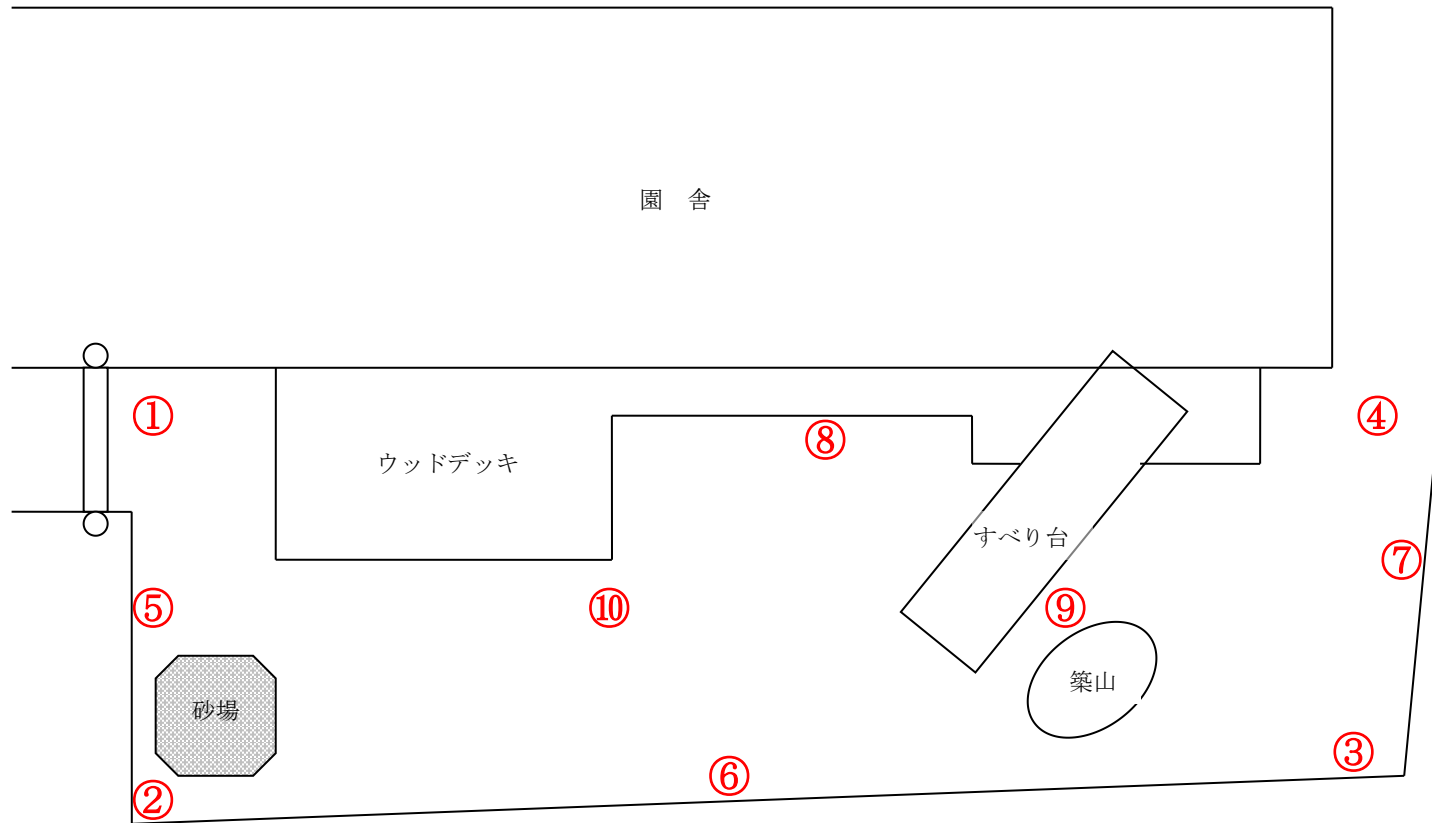 園　舎
①
④
⑧
ウッドデッキ
すべり台
⑦
⑤
⑩
⑨
築山
砂場
③
⑥
②